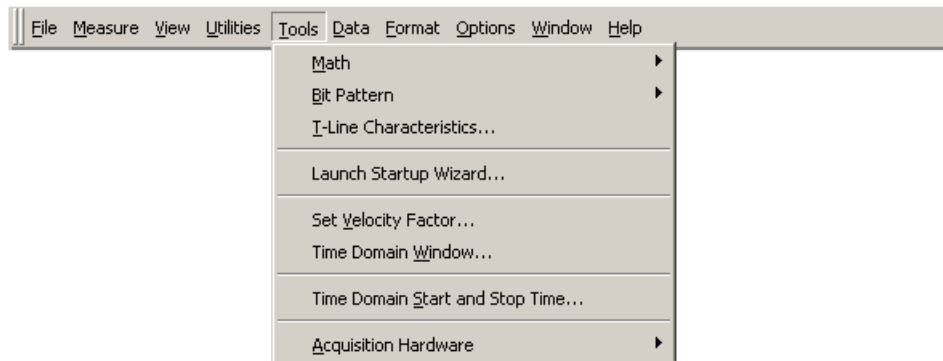 File Measure View Utilities Tools Data Format Options Window Help
Math
Bit Pattern
T-Line Characteristics...
Launch Startup Wizard...
Set Velocity Factor...
Time Domain Window...
Time Domain Start and Stop Time...
Acquisition Hardware